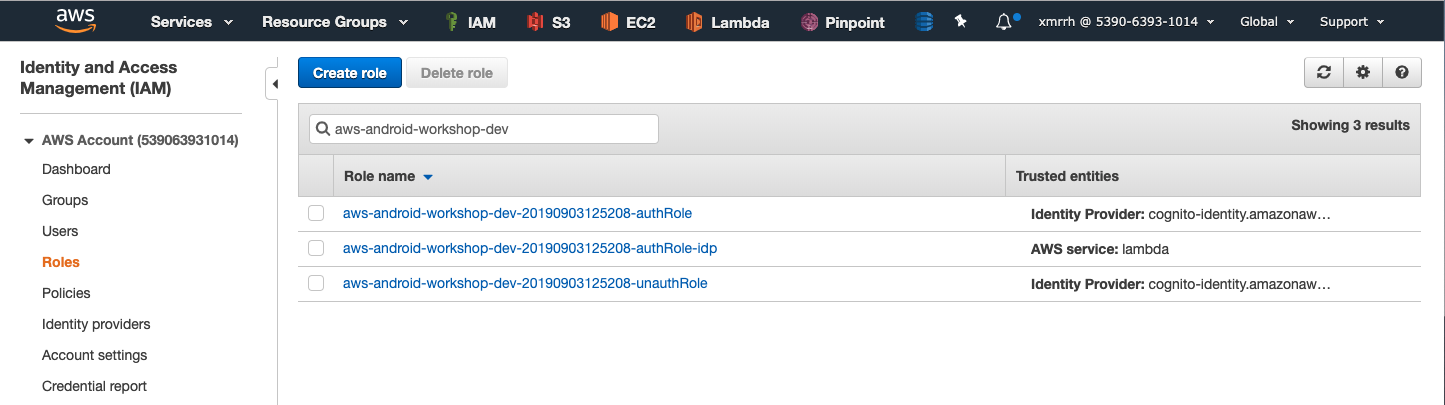 aws Services Resource Groups IAM S3 EC2 Lambda Pinpoint xmrrh @ 5390-6393-1014 Global Support
Identity and Access
Management (IAM)
AWS Account (539063931014)
Dashboard
Groups
Users
Roles
Policies
Identity providers
Account settings
Credential report
Create role Delete role
aws-android-workshop-dev Showing 3 results
Role name Trusted entities
aws-android-workshop-dev-20190903125208-authRole Identity Provider: cognito-identity.amazonaw…
aws-android-workshop-dev-20190903125208-authRole-idp AWS service: lambda
aws-android-workshop-dev-20190903125208-unauthRole Identity Provider: cognito-identity.amazonaw…